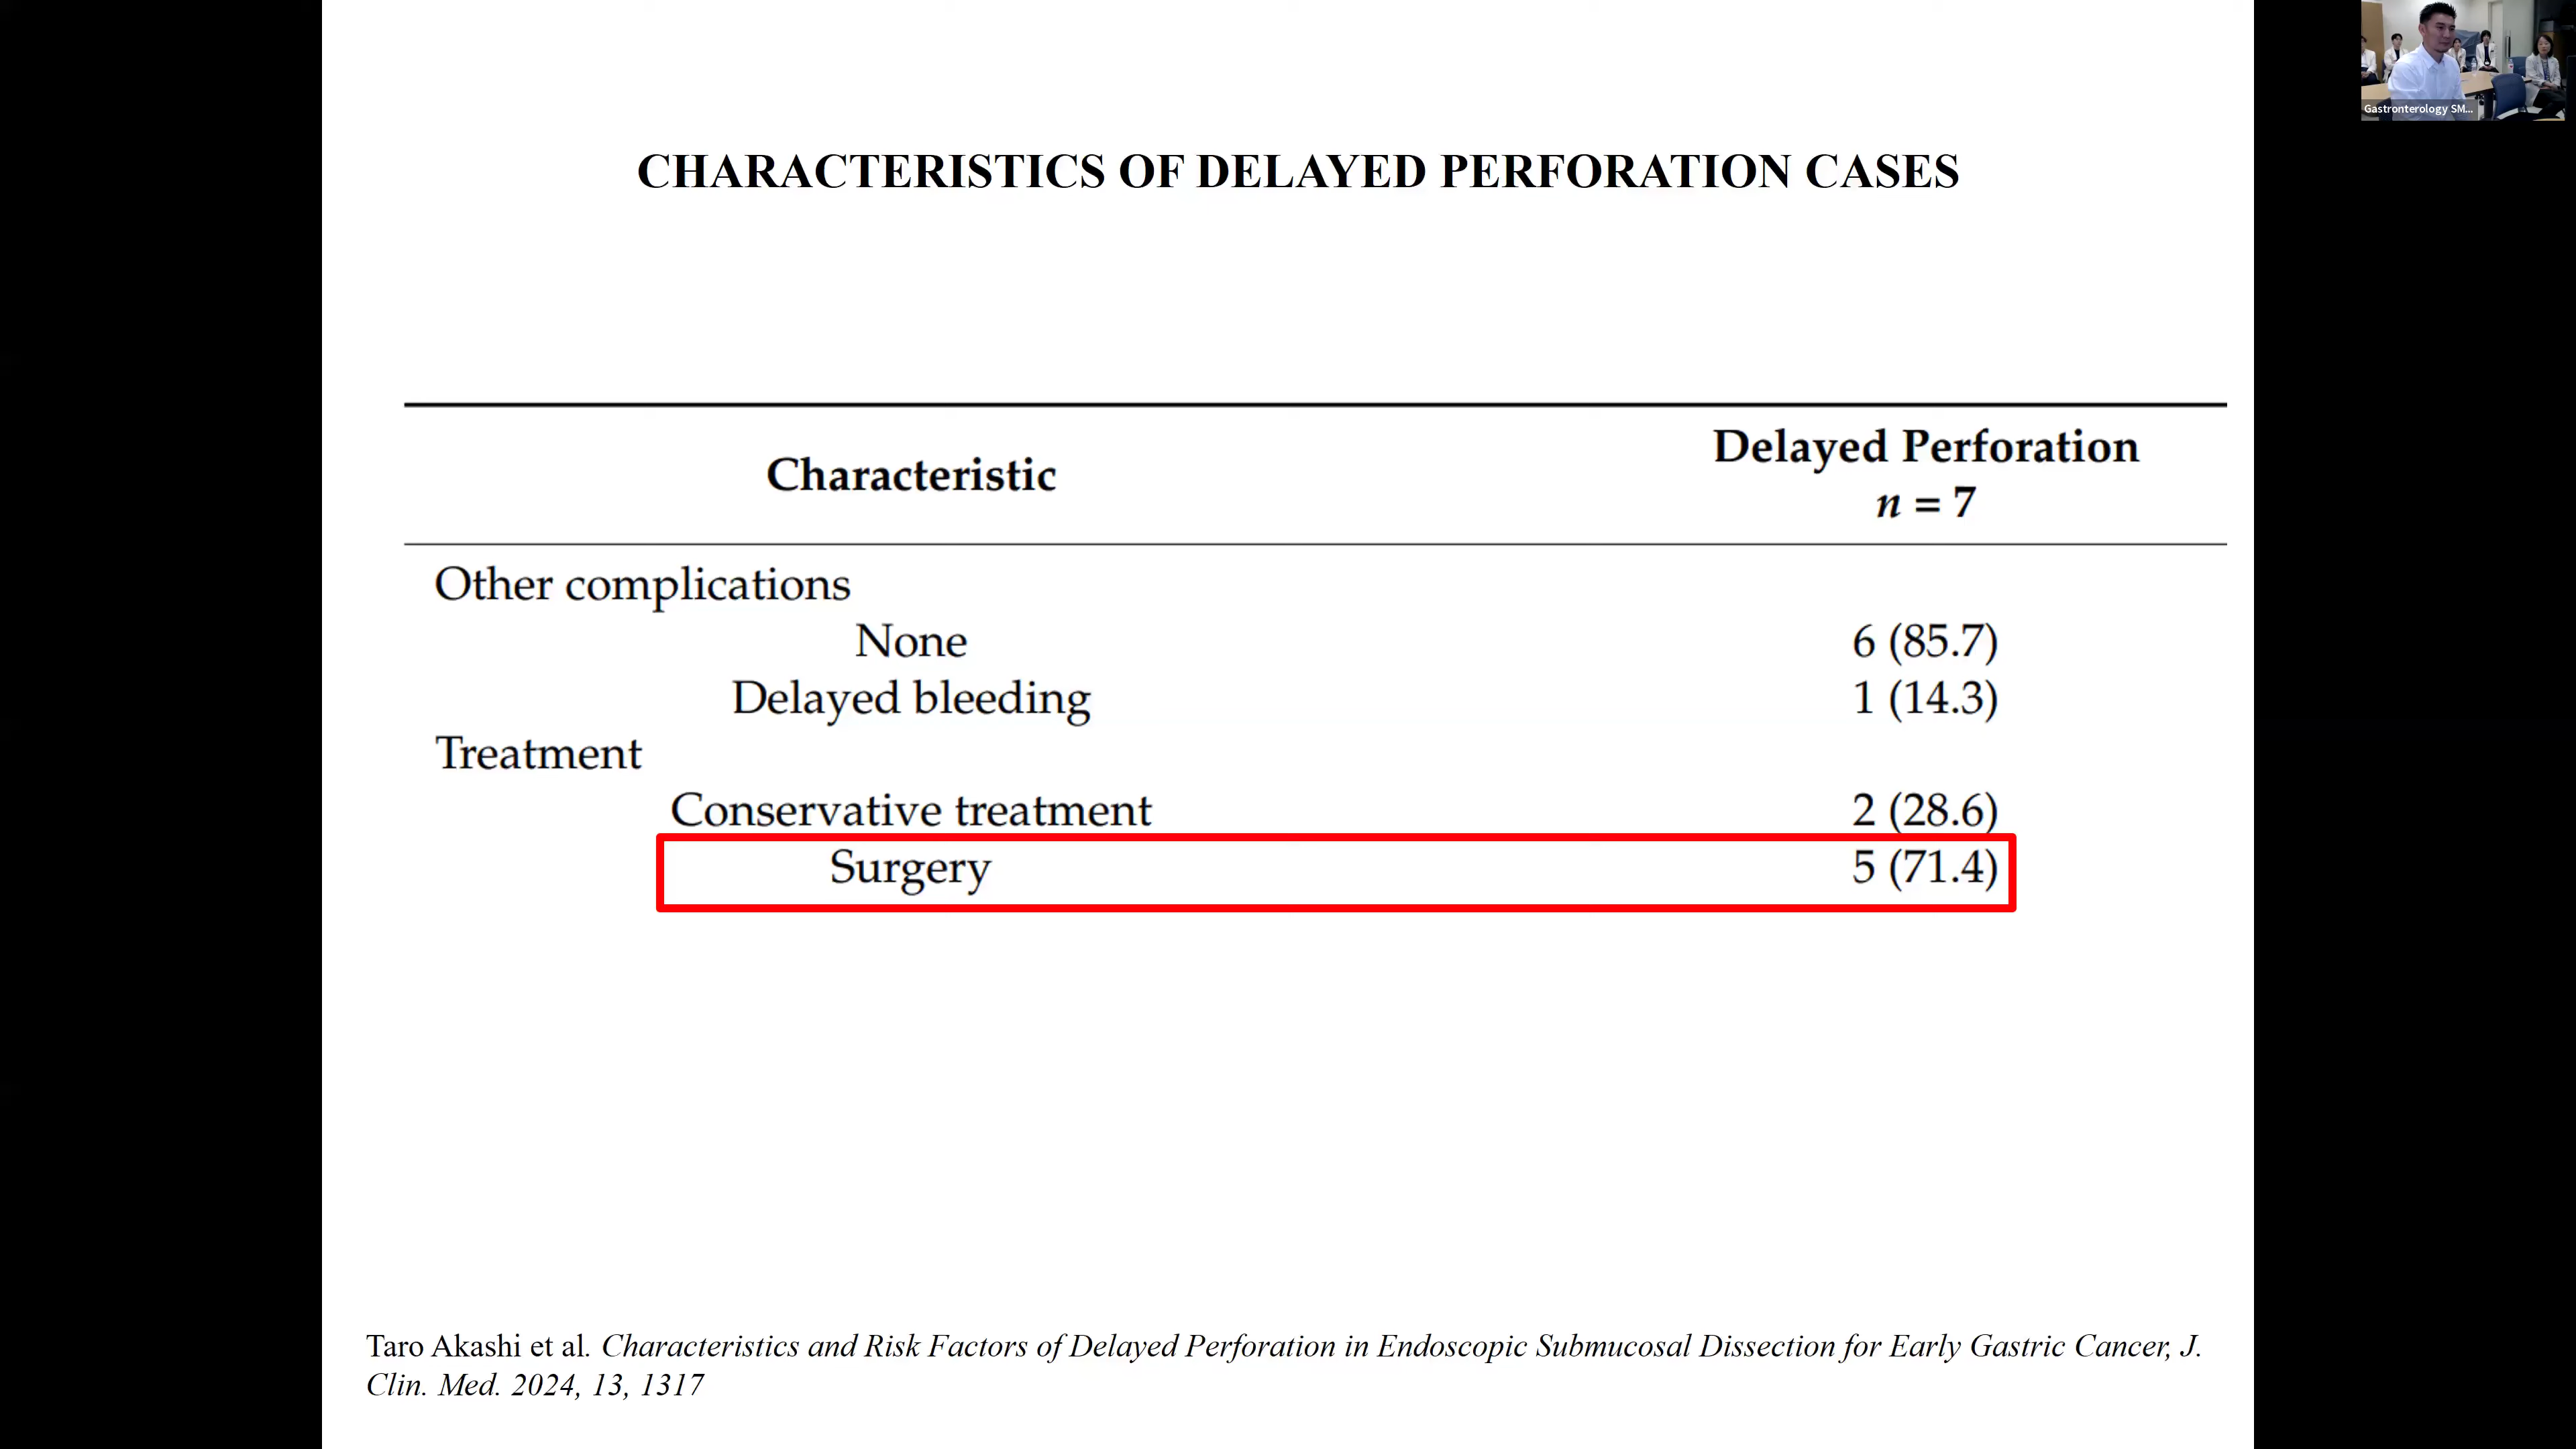 Gastronterology SM...
CHARACTERISTICS OF DELAYED PERFORATION CASES
Characteristic
Delayed Perforation
n = 7
Other complications
None 6 (85.7)
Delayed bleeding 1 (14.3)
Treatment
Conservative treatment 2 (28.6)
Surgery 5 (71.4)
Taro Akashi et al. Characteristics and Risk Factors of Delayed Perforation in Endoscopic Submucosal Dissection for Early Gastric Cancer, J.
Clin. Med. 2024, 13, 1317